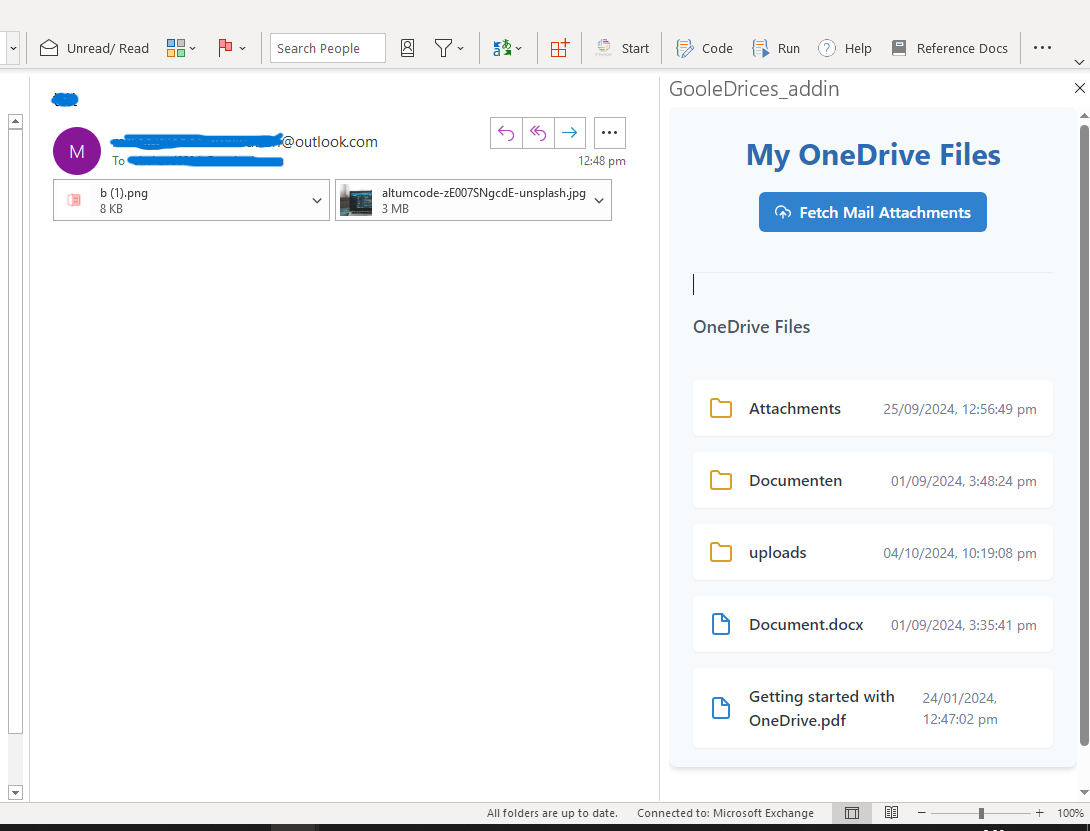 Unread/ Read
Search People
Start
Code
Run
Help
Reference Docs
GooleDrices_addin
M
@outlook.com
To
12:48 pm
b (1).png
8 KB
altumcode-zE007SNgcdE-unsplash.jpg
3 MB
My OneDrive Files
Fetch Mail Attachments
OneDrive Files
Attachments 25/09/2024, 12:56:49 pm
Documenten 01/09/2024, 3:48:24 pm
uploads 04/10/2024, 10:19:08 pm
Document.docx 01/09/2024, 3:35:41 pm
Getting started with
OneDrive.pdf
24/01/2024,
12:47:02 pm
All folders are up to date.
Connected to: Microsoft Exchange
100%